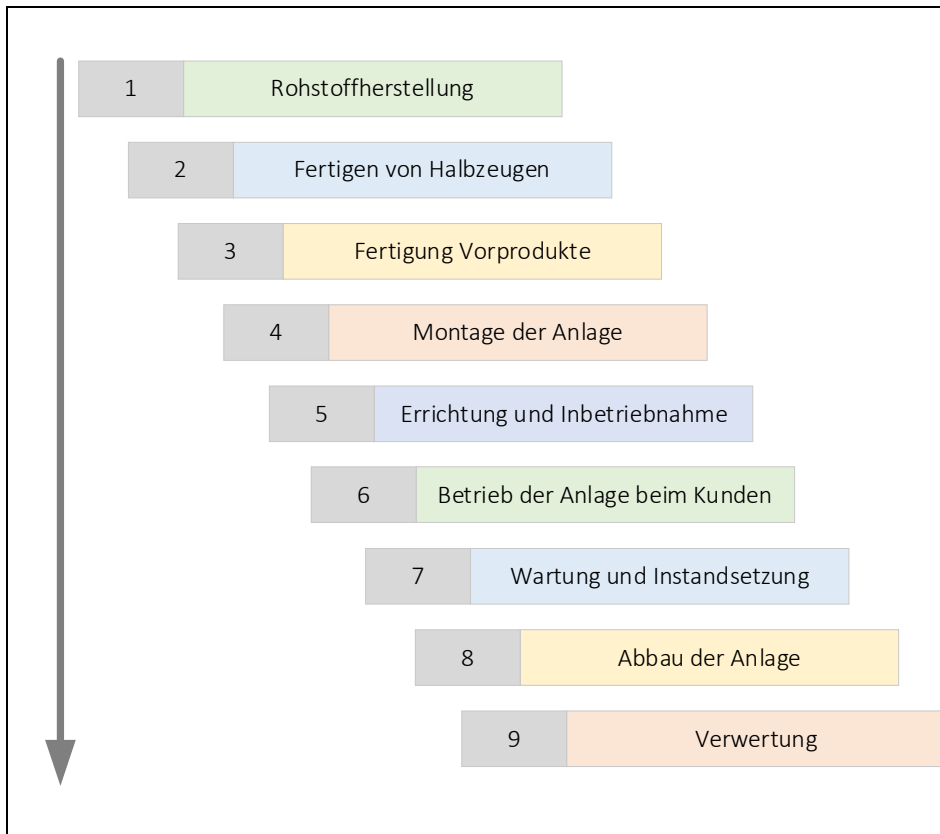 1 Rohstoffherstellung
2 Fertigen von Halbzeugen
3 Fertigung Vorprodukte
4 Montage der Anlage
5 Errichtung und Inbetriebnahme
6 Betrieb der Anlage beim Kunden
7 Wartung und Instandsetzung
8 Abbau der Anlage
9 Verwertung